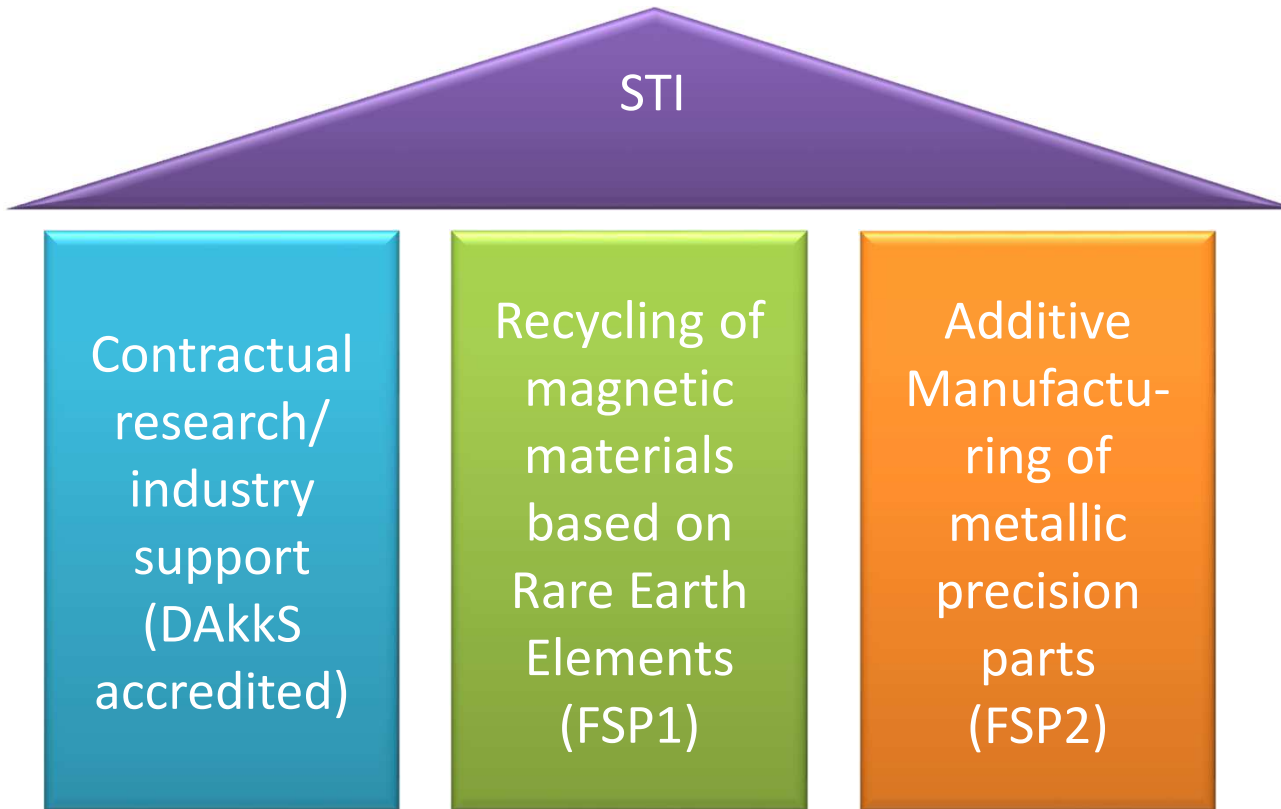 STI
Contractual
research/
industry
support
(DAkkS
accredited)
Recycling of
magnetic
materials
based on
Rare Earth
Elements
(FSP1)
Additive
Manufactu-
ring of
metallic
precision
parts
(FSP2)